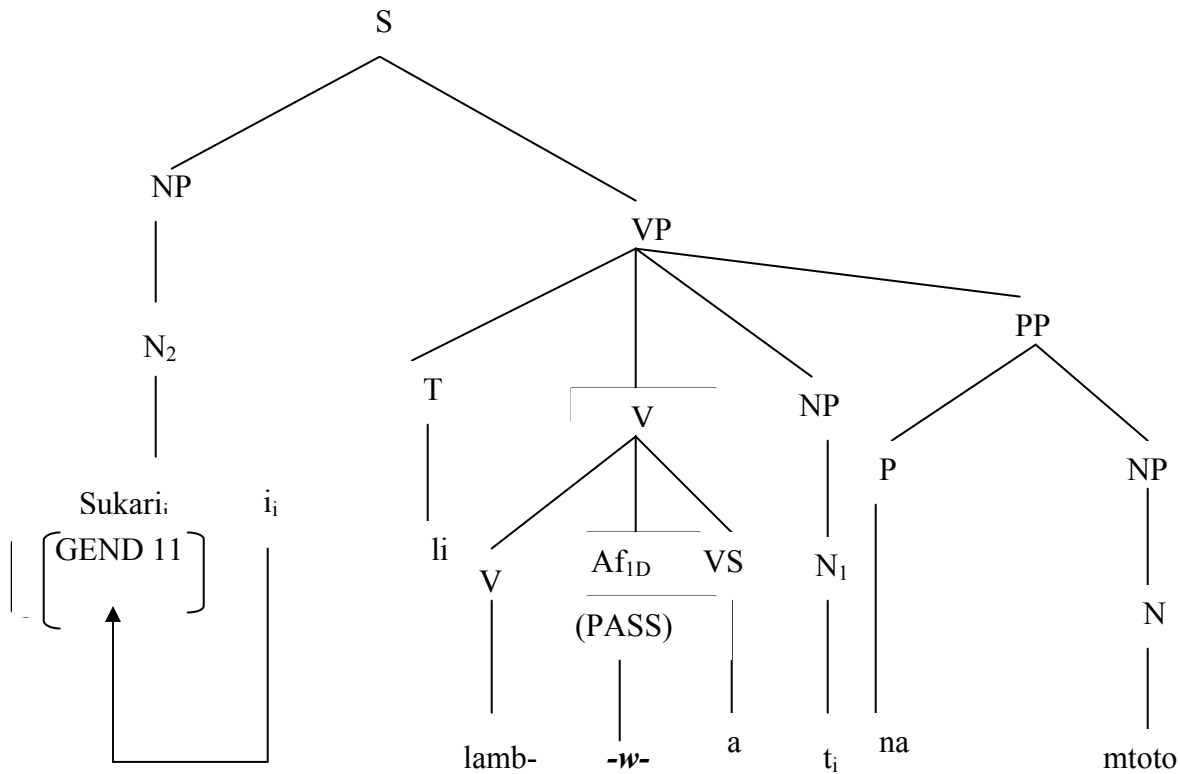 S
NP
VP
N₂
T
V
NP
PP
P
NP
Sukariᵢ
iᵢ
GEND 11
li
V
Af₁D
VS
N₁
(PASS)
N
lamb-
-w-
a
tᵢ
na
mtoto